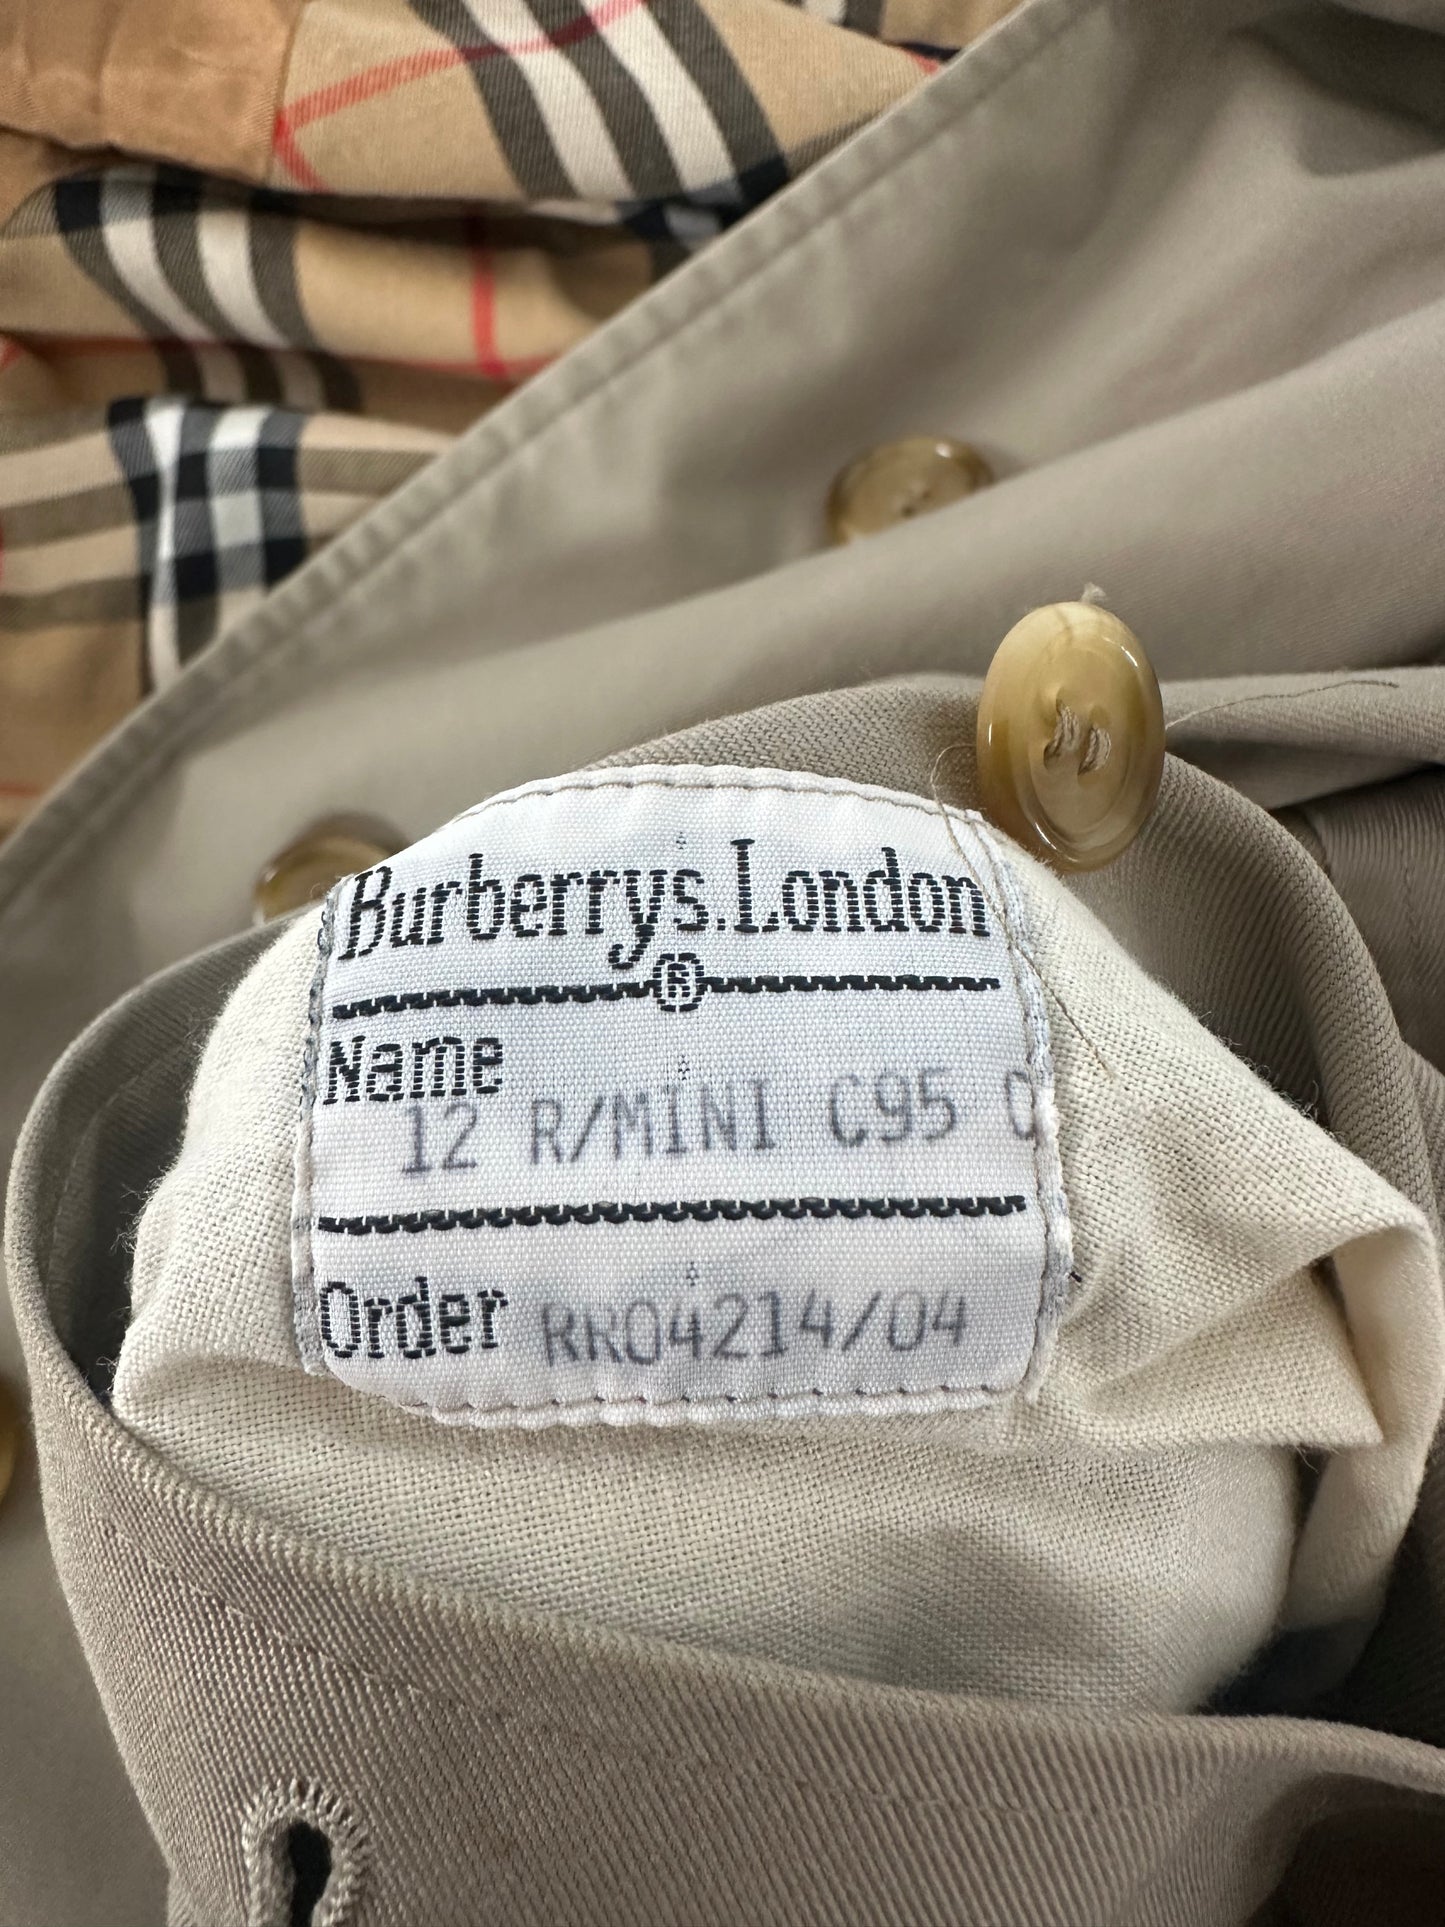 Burberrys.London
®
Name
12 R/MINI C95
Order RR04214/04